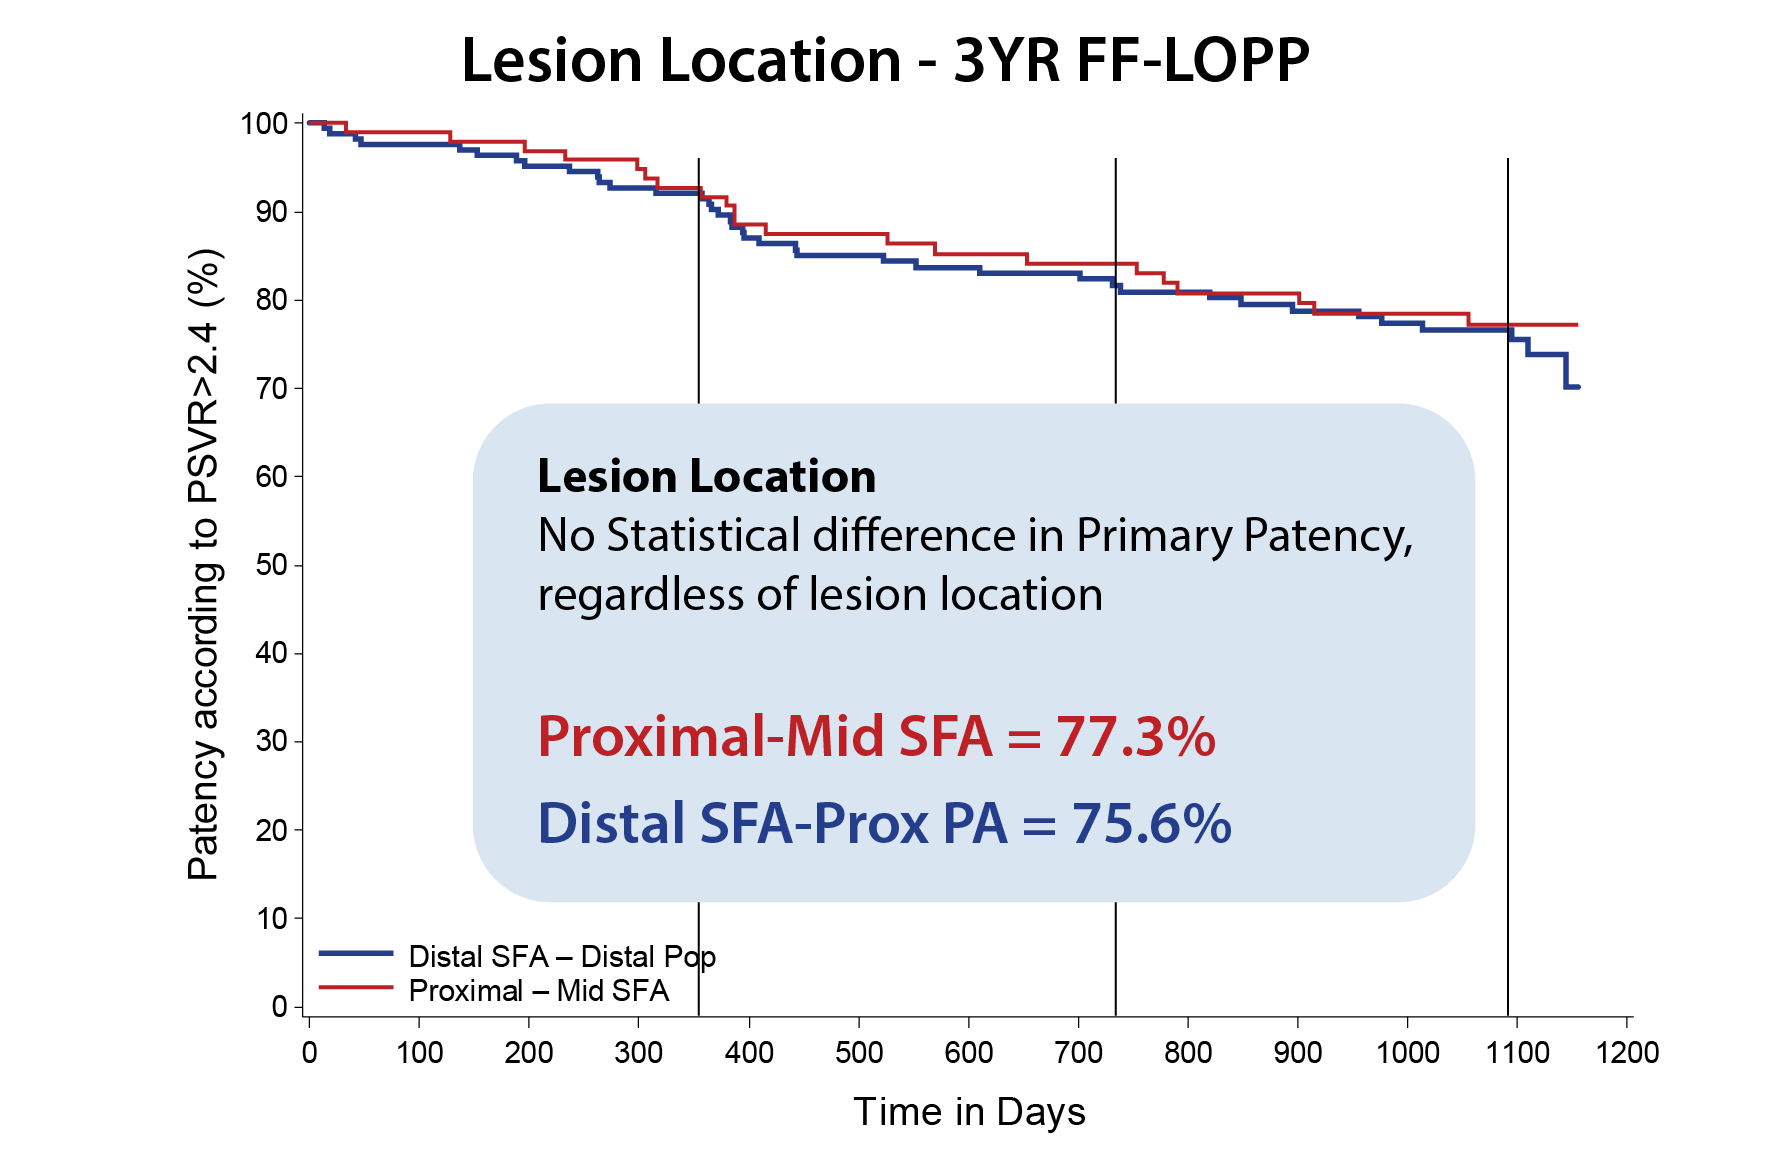 Lesion Location - 3YR FF-LOPP
Patency according to PSVR>2.4 (%)
100
90
80
70
60
50
40
30
20
10
0
Lesion Location
No Statistical difference in Primary Patency,
regardless of lesion location
Proximal-Mid SFA = 77.3%
Distal SFA-Prox PA = 75.6%
Distal SFA – Distal Pop
Proximal – Mid SFA
0 100 200 300 400 500 600 700 800 900 1000 1100 1200
Time in Days